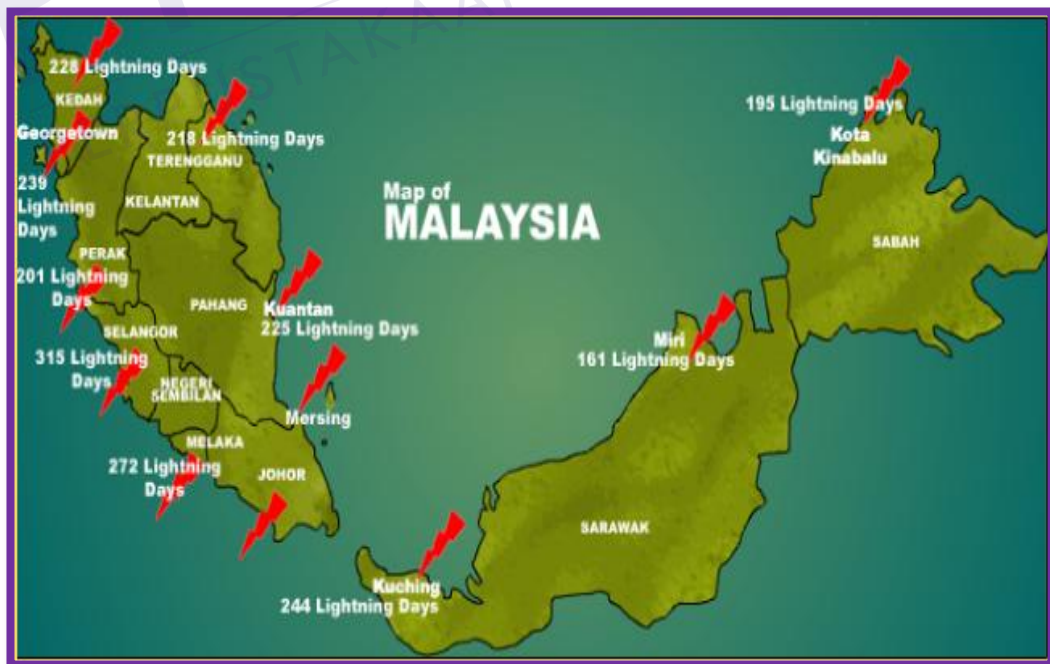 228 Lightning Days
KEDAH
Georgetown
239
Lightning
Days
218 Lightning Days
TERENGGANU
KELANTAN
PERAK
201 Lightning
Days
PAHANG
Kuantan
225 Lightning Days
SELANGOR
315 Lightning
Days
NEGERI
SEMBILAN
Mersing
MELAKA
272 Lightning
Days
JOHOR
Map of
MALAYSIA
195 Lightning Days
Kota
Kinabalu
SABAH
Miri
161 Lightning Days
SARAWAK
Kuching
244 Lightning Days